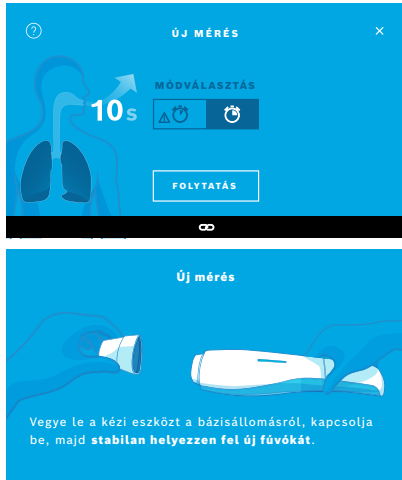 ?
ÚJ MÉRÉS
×
MÓDVÁLASZTÁS
10s
FOLYTATÁS
Új mérés
Vegye le a kézi eszközt a bázisállomásról, kapcsolja
be, majd stabilan helyezzen fel új fúvókát.